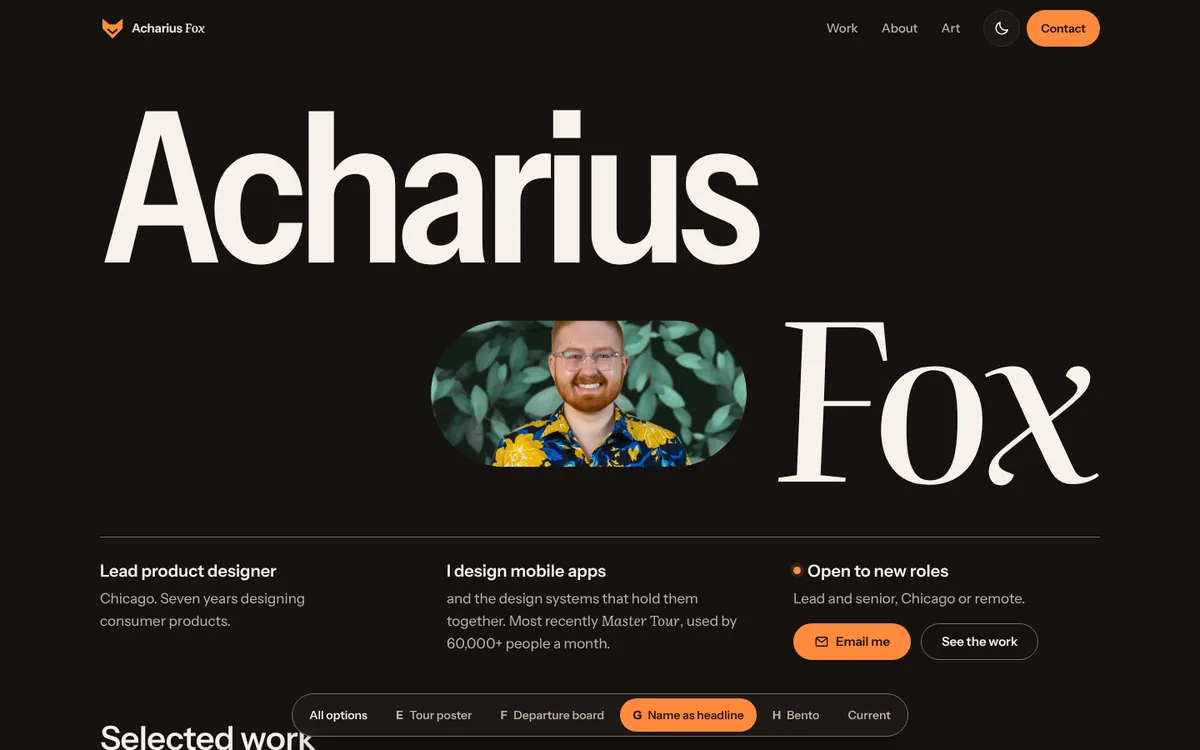 Acharius Fox
Work About Art Contact
Acharius
Fox
Lead product designer
Chicago. Seven years designing
consumer products.
I design mobile apps
and the design systems that hold them
together. Most recently Master Tour, used by
60,000+ people a month.
Open to new roles
Lead and senior, Chicago or remote.
Email me See the work
Selected work
All options E Tour poster F Departure board G Name as headline H Bento Current